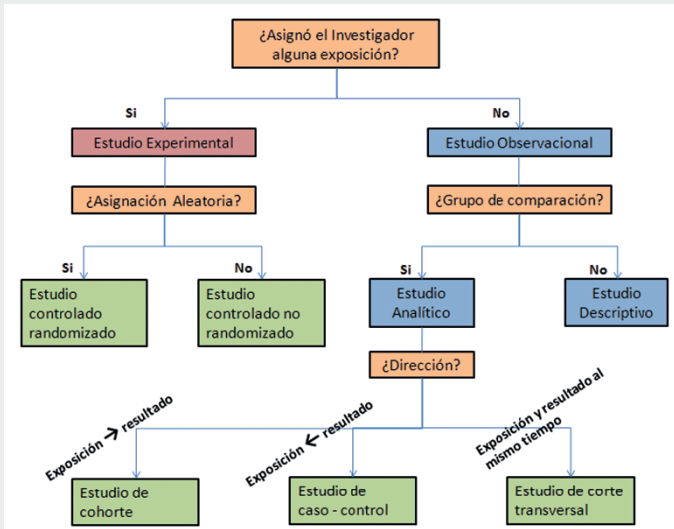 ¿Asignó el Investigador
alguna exposición?
Si
No
Estudio Experimental
Estudio Observacional
¿Asignación Aleatoria?
¿Grupo de comparación?
Si
No
Si
No
Estudio
controlado
randomizado
Estudio
controlado no
randomizado
Estudio
Analítico
Estudio
Descriptivo
¿Dirección?
Exposición → resultado
Exposición ← resultado
Exposición y resultado al
mismo tiempo
Estudio de
cohorte
Estudio de
caso - control
Estudio de corte
transversal